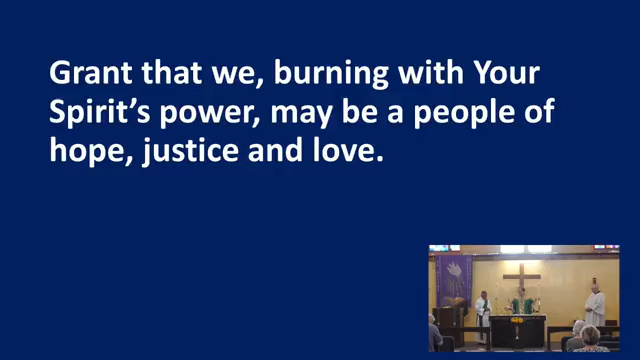 Grant that we, burning with Your
Spirit’s power, may be a people of
hope, justice and love.